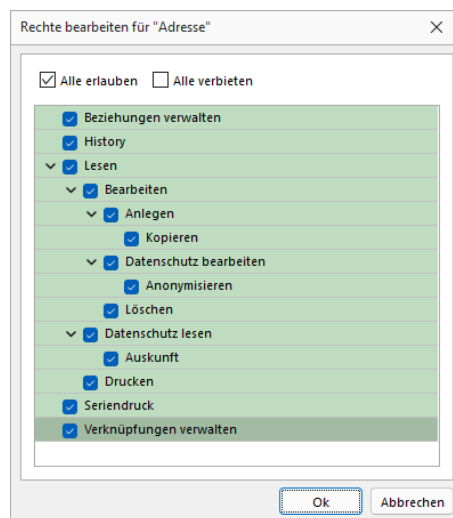 Rechte bearbeiten für "Adresse"
Alle erlauben Alle verbieten
Beziehungen verwalten
History
Lesen
Bearbeiten
Anlegen
Kopieren
Datenschutz bearbeiten
Anonymisieren
Löschen
Datenschutz lesen
Auskunft
Drucken
Seriendruck
Verknüpfungen verwalten
Ok Abbrechen